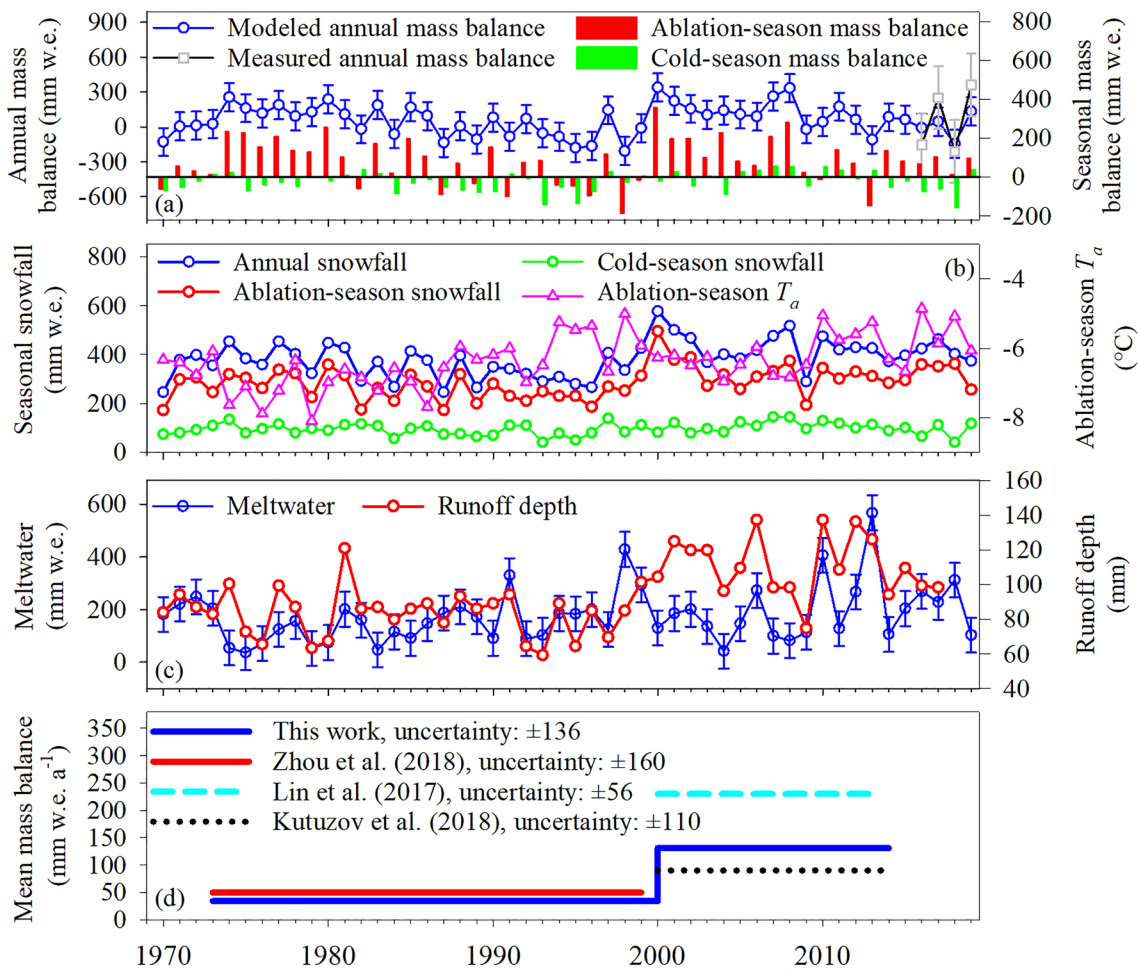 Annual mass
balance (mm w.e.)
900
600
300
0
-300
-600
Modeled annual mass balance
Measured annual mass balance
Ablation-season mass balance
Cold-season mass balance
(a)
800
600
400
200
0
-200
Seasonal mass
balance (mm w.e.)
1970
1980
1990
2000
2010
Seasonal snowfall
(mm w.e.)
800
600
400
200
0
Annual snowfall
Ablation-season snowfall
Cold-season snowfall
Ablation-season Ta
(b)
-4
-6
-8
Ablation-season Ta
(°C)
Meltwater
(mm w.e.)
600
400
200
0
Meltwater
Runoff depth
(c)
160
140
120
100
80
60
40
Runoff depth
(mm)
Mean mass balance
(mm w.e. a-1)
350
300
250
200
150
100
50
0
This work, uncertainty: ±136
Zhou et al. (2018), uncertainty: ±160
Lin et al. (2017), uncertainty: ±56
Kutuzov et al. (2018), uncertainty: ±110
(d)
1970
1980
1990
2000
2010